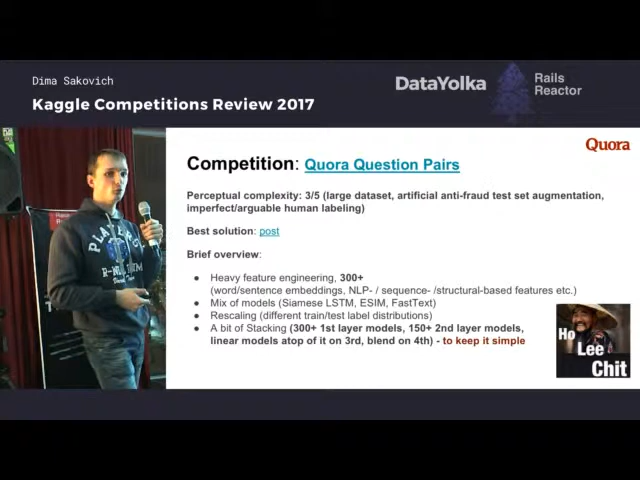 Dima Sakovich
Kaggle Competitions Review 2017
DataYolka
Rails
Reactor
Quora
Competition: Quora Question Pairs
Perceptual complexity: 3/5 (large dataset, artificial anti-fraud test set augmentation,
imperfect/arguable human labeling)
Best solution: post
Brief overview:
● Heavy feature engineering, 300+
(word/sentence embeddings, NLP- / sequence- /structural-based features etc.)
● Mix of models (Siamese LSTM, ESIM, FastText)
● Rescaling (different train/test label distributions)
● A bit of Stacking (300+ 1st layer models, 150+ 2nd layer models,
linear models atop of it on 3rd, blend on 4th) - to keep it simple
Ho
Lee
Chit
PLAYERS